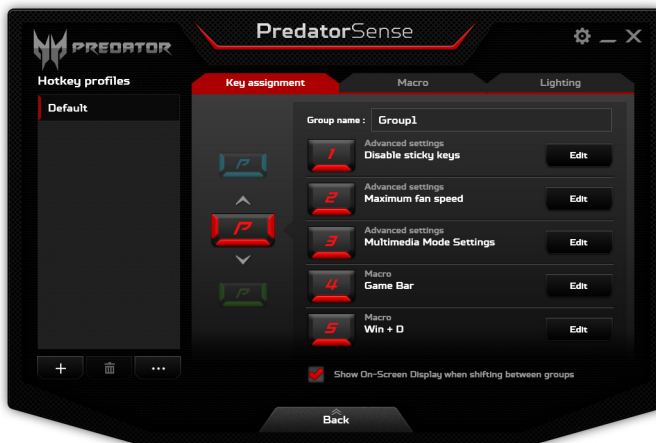 PREDATOR
PredatorSense
Hotkey profiles
Default
Key assignment
Macro
Lighting
Group name : Group1
P
P
P
1
Advanced settings
Disable sticky keys
Edit
2
Advanced settings
Maximum fan speed
Edit
3
Advanced settings
Multimedia Mode Settings
Edit
4
Macro
Game Bar
Edit
5
Macro
Win + D
Edit
Show On-Screen Display when shifting between groups
Back